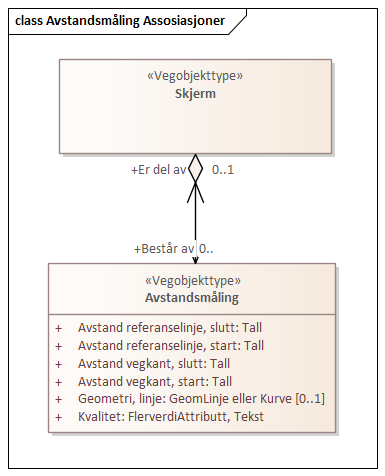 class Avstandsmåling Assosiasjoner
«Vegobjekttype»
Skjerm
+Er del av 0..1
+Består av 0..
«Vegobjekttype»
Avstandsmåling
+ Avstand referanselinje, slutt: Tall
+ Avstand referanselinje, start: Tall
+ Avstand vegkant, slutt: Tall
+ Avstand vegkant, start: Tall
+ Geometri, linje: GeomLinje eller Kurve [0..1]
+ Kvalitet: FlerverdiAttributt, Tekst